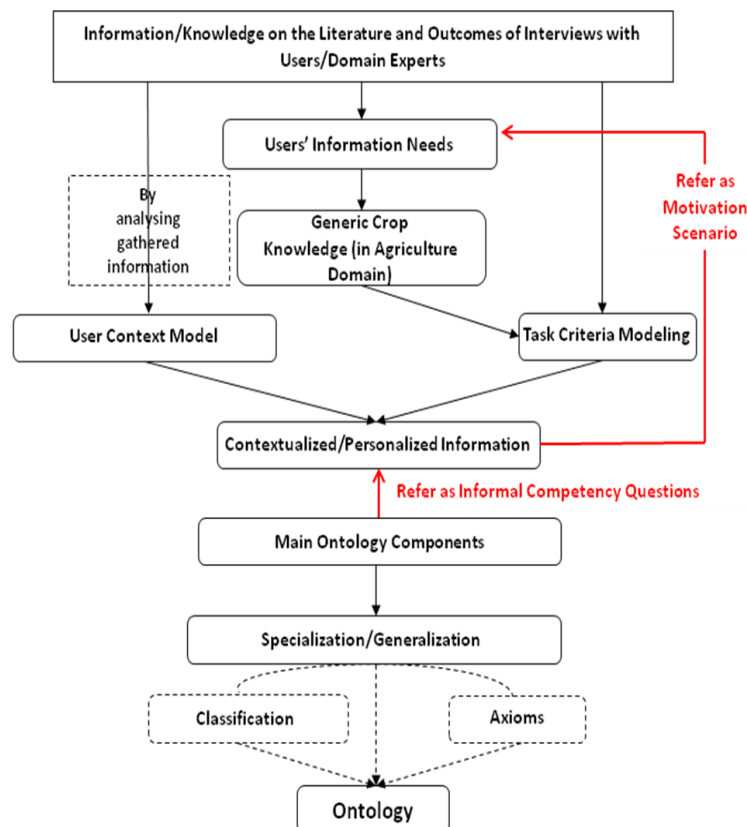 Information/Knowledge on the Literature and Outcomes of Interviews with
Users/Domain Experts
Users' Information Needs
Refer as
Motivation
Scenario
By
analysing
gathered
information
Generic Crop
Knowledge (in Agriculture
Domain)
User Context Model
Task Criteria Modeling
Contextualized/Personalized Information
Refer as Informal Competency Questions
Main Ontology Components
Specialization/Generalization
Classification
Axioms
Ontology